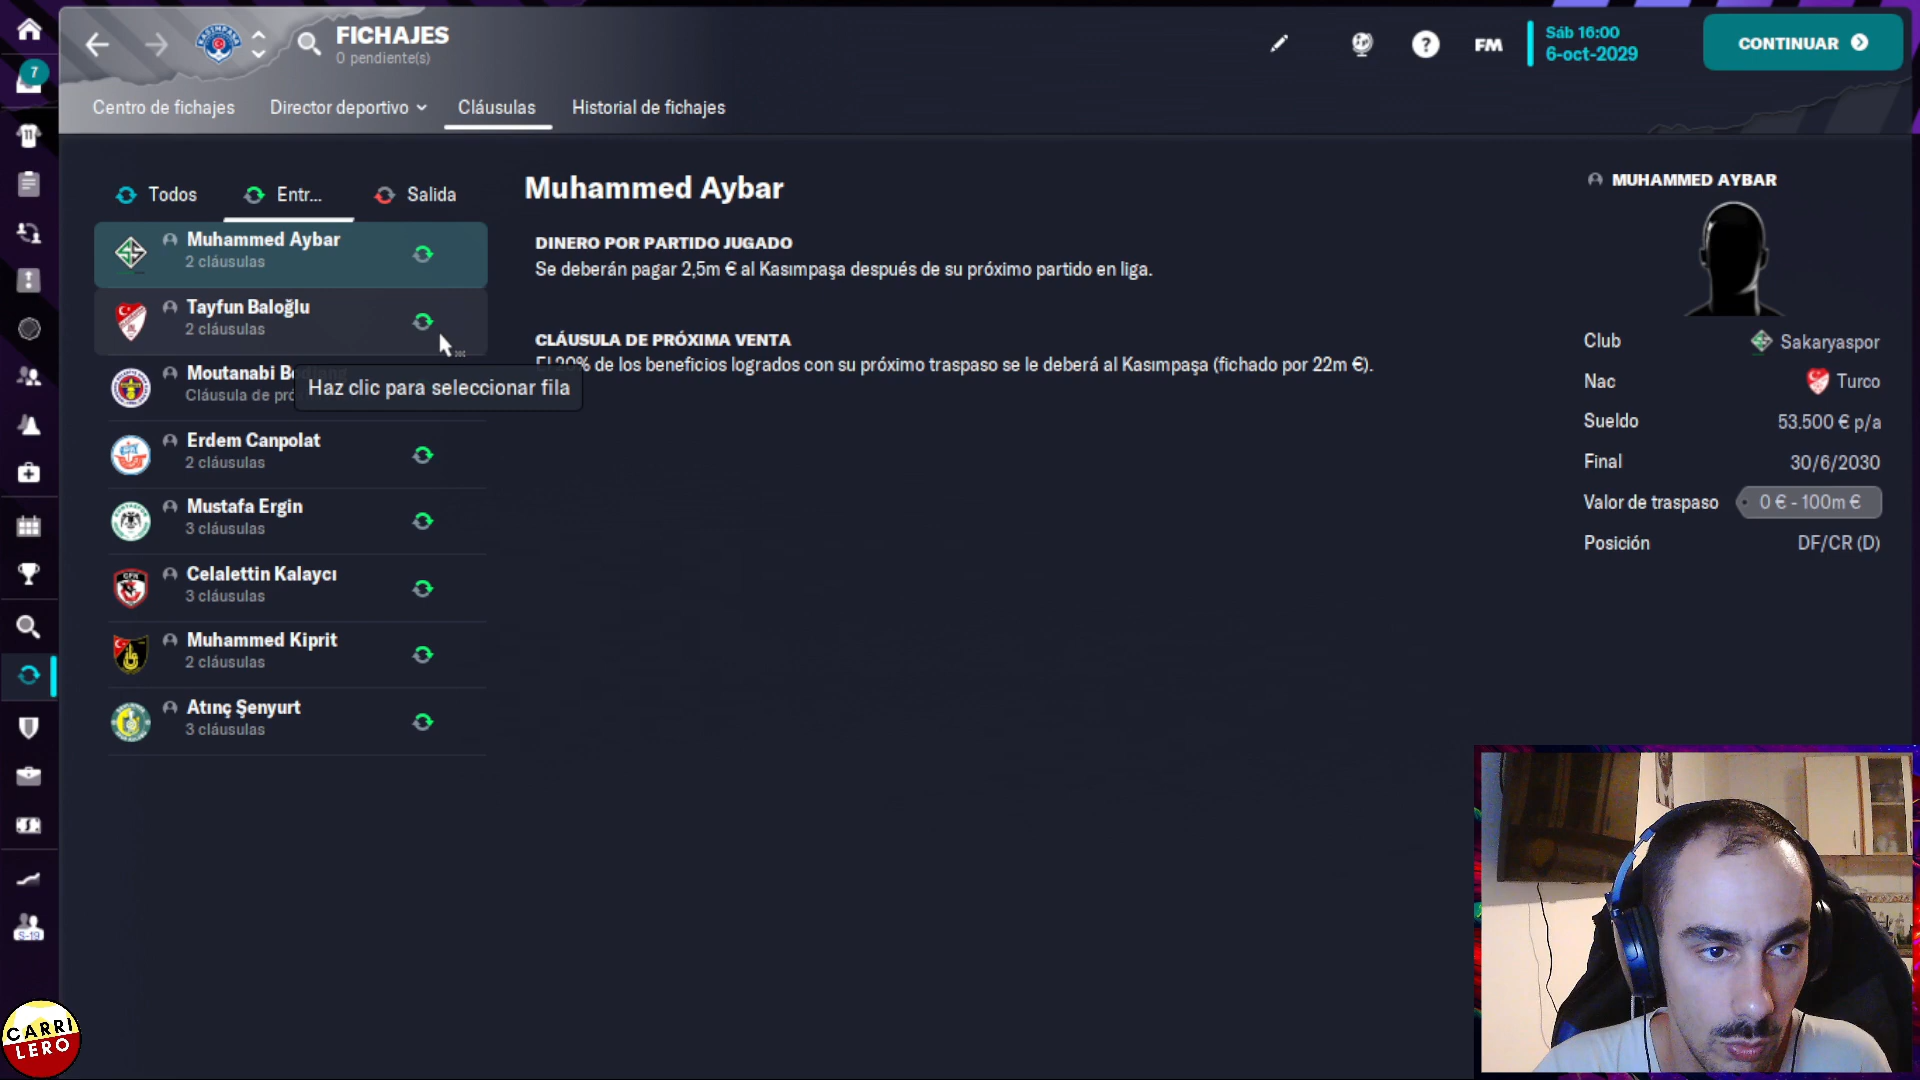 FICHAJES
0 pendiente(s)
FM
Sáb 16:00
6-oct-2029
CONTINUAR
7
Centro de fichajes
Director deportivo
Cláusulas
Historial de fichajes
11
Todos
Entr...
Salida
Muhammed Aybar
2 cláusulas
Tayfun Baloğlu
2 cláusulas
Moutanabi
Cláusula de
Haz clic para seleccionar fila
Erdem Canpolat
2 cláusulas
Mustafa Ergin
3 cláusulas
Celalettin Kalaycı
3 cláusulas
Muhammed Kiprit
2 cláusulas
Atınç Şenyurt
3 cláusulas
Muhammed Aybar
DINERO POR PARTIDO JUGADO
Se deberán pagar 2,5m € al Kasımpaşa después de su próximo partido en liga.
CLÁUSULA DE PRÓXIMA VENTA
El 20% de los beneficios logrados con su próximo traspaso se le deberá al Kasımpaşa (fichado por 22m €).
MUHAMMED AYBAR
Club Sakaryaspor
Nac Turco
Sueldo 53.500 € p/a
Final 30/6/2030
Valor de traspaso 0 € - 100m €
Posición DF/CR (D)
S-19
CARRI
LERO